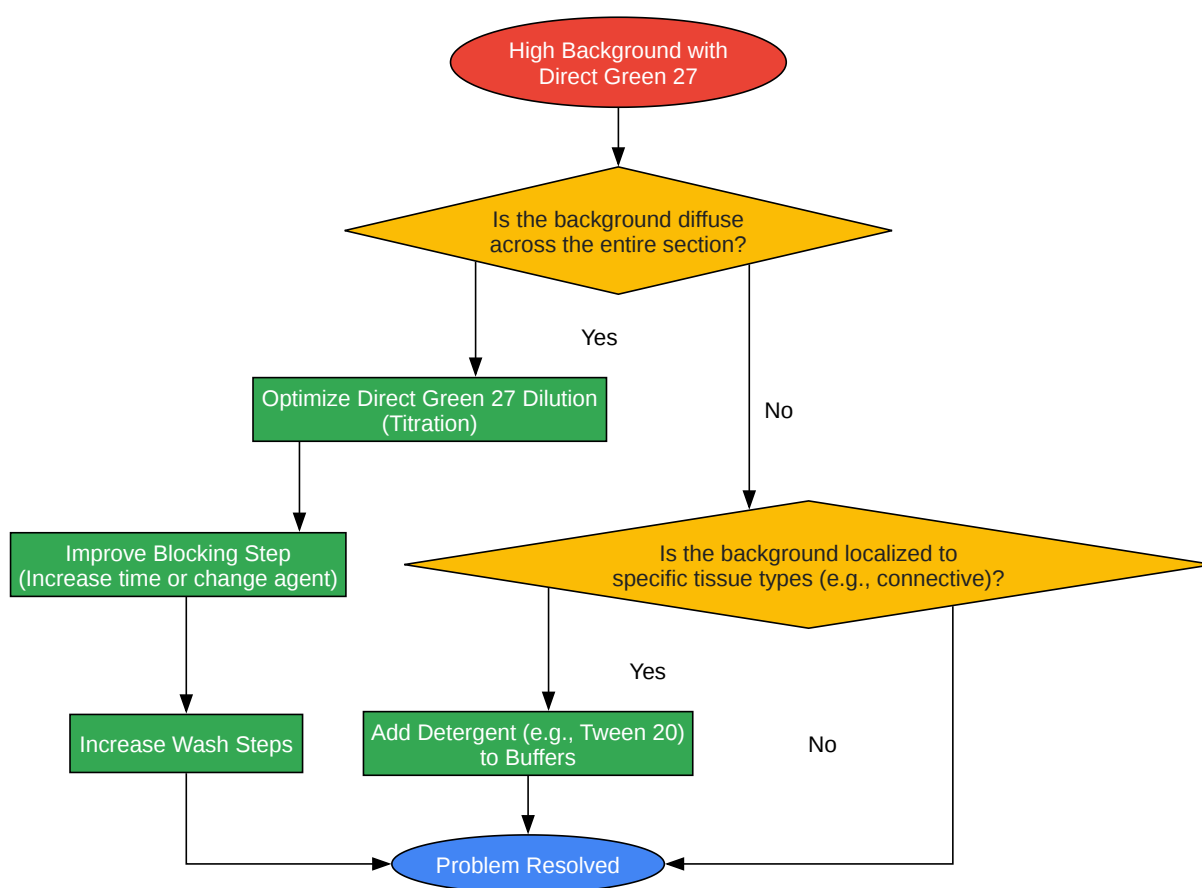 High Background with
Direct Green 27
Is the background diffuse
across the entire section?
Yes
Optimize Direct Green 27 Dilution
(Titration)
No
Improve Blocking Step
(Increase time or change agent)
Is the background localized to
specific tissue types (e.g., connective)?
Yes
Increase Wash Steps
Add Detergent (e.g., Tween 20)
to Buffers
No
Problem Resolved